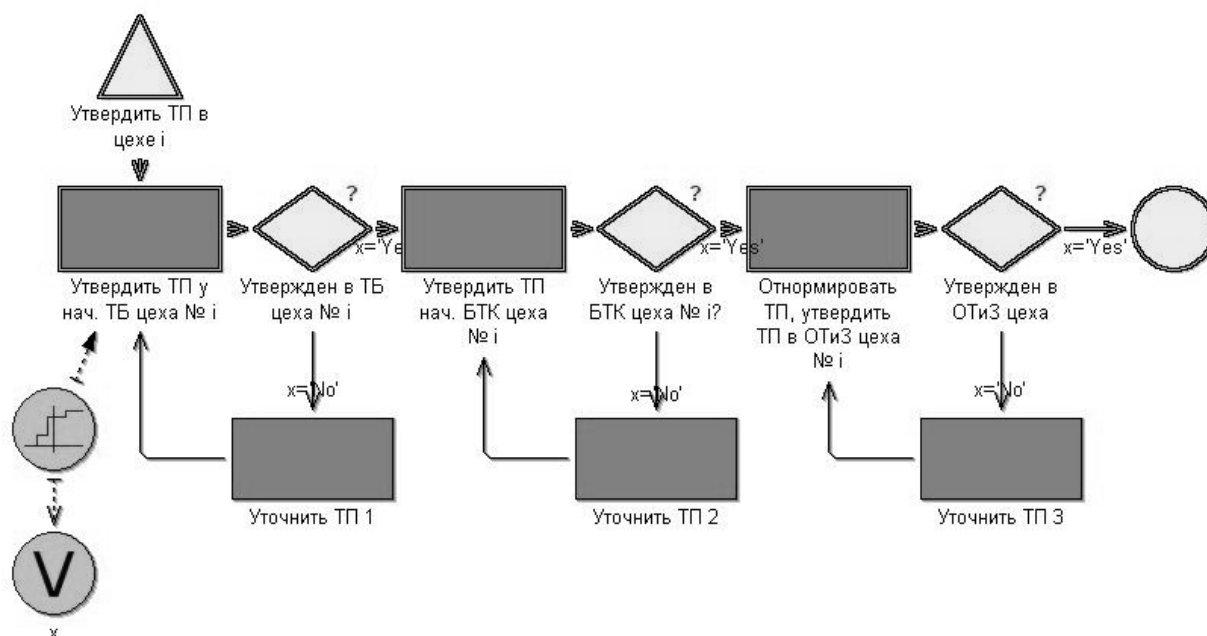 Утвердить ТП в
цехе i
?
?
?
x='Ye
x='Yes'
x='Yes'
Утвердить ТП у
нач. ТБ цеха № i
Утвержден в ТБ
цеха № i
Утвердить ТП
нач. БТК цеха
№ i
Утвержден в
БТК цеха № i?
Отнормировать
ТП, утвердить
ТП в ОТиЗ цеха
№ i
Утвержден в
ОТиЗ цеха
x='No'
x='No'
x='No'
Уточнить ТП 1
Уточнить ТП 2
Уточнить ТП 3
V
x